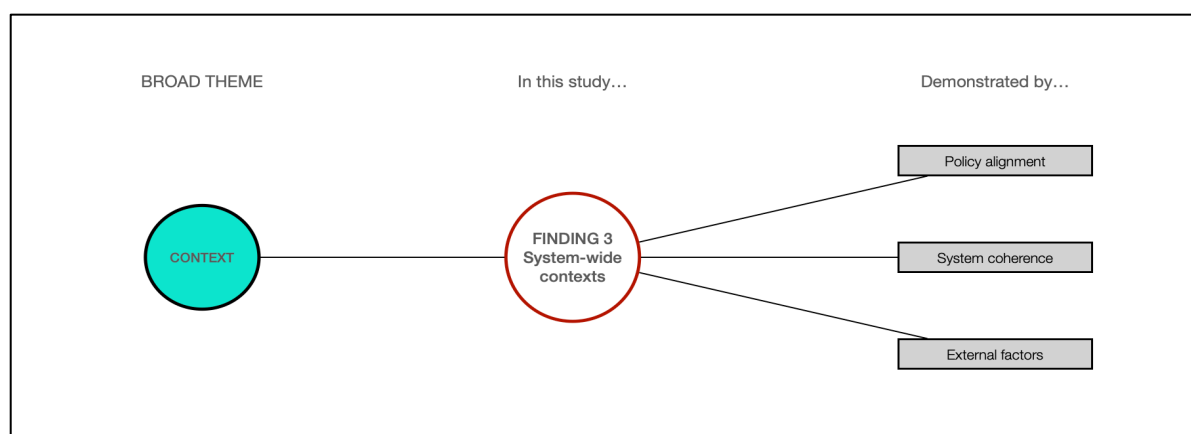 BROAD THEME
In this study…
Demonstrated by…
Policy alignment
CONTEXT
FINDING 3
System-wide
contexts
System coherence
External factors